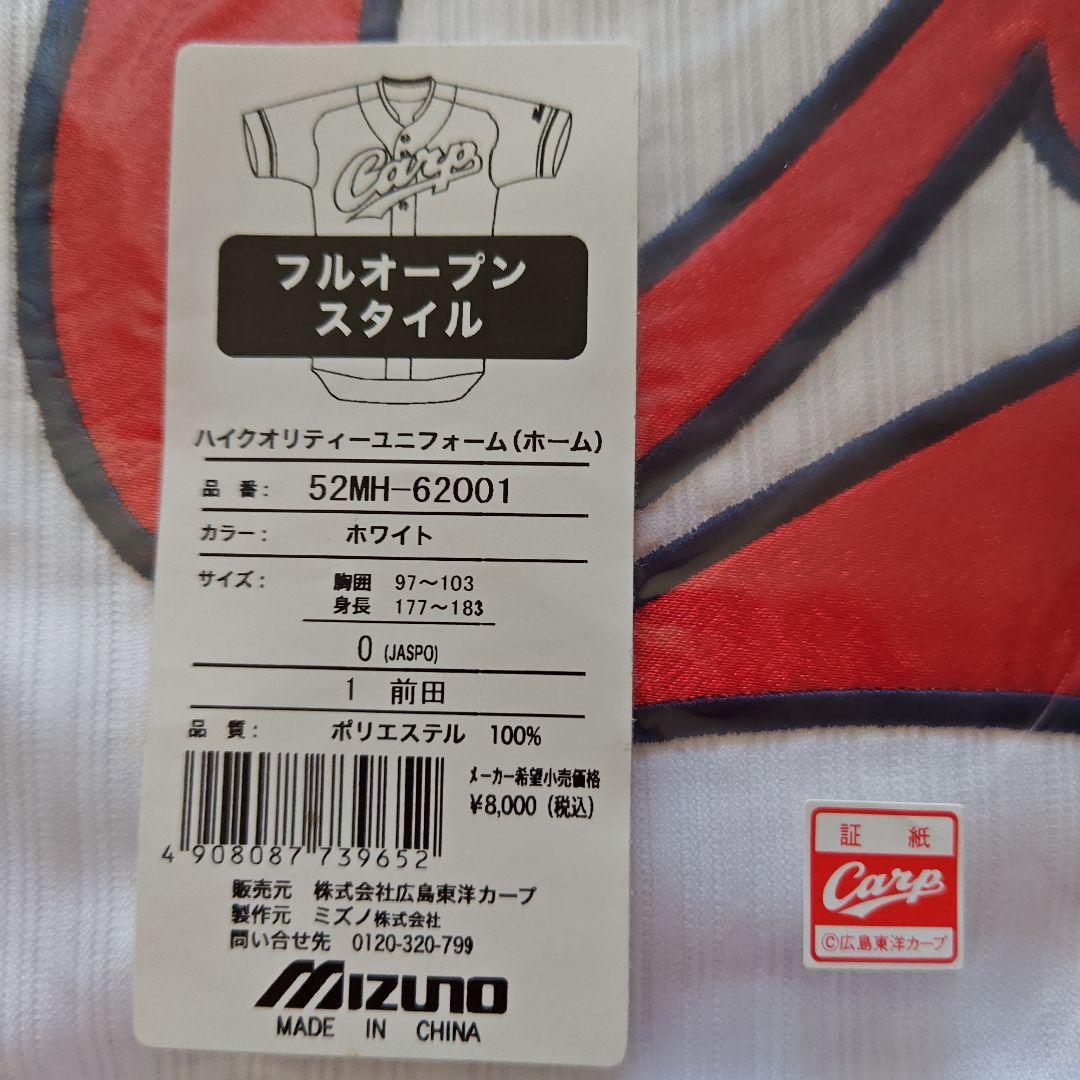 Carp
フルオープン
スタイル
ハイクオリティーユニフォーム(ホーム)
品 番: 52MH-62001
カラー: ホワイト
サイズ: 胸囲 97～103
身長 177～183
0 (JASPO)
1 前田
品 質: ポリエステル 100%
メーカー希望小売価格
¥8,000 (税込)
4 908087 739652
販売元 株式会社広島東洋カープ
製作元 ミズノ株式会社
問い合せ先 0120-320-799
MIZUNO
MADE IN CHINA
証 紙
Carp
©広島東洋カープ